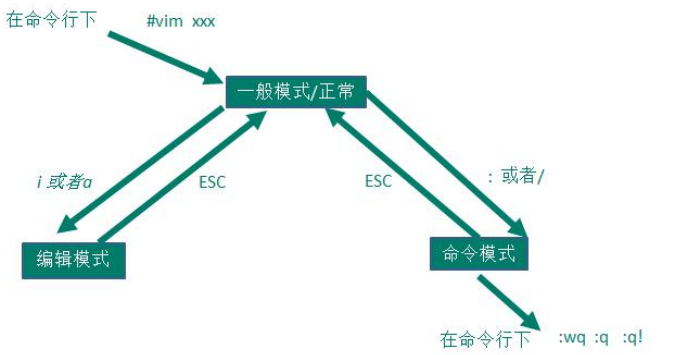 在命令行下 #vim xxx
一般模式/正常
i 或者a
ESC
ESC
: 或者/
编辑模式
命令模式
在命令行下 :wq :q :q!